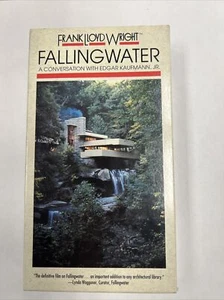 FRANK LLOYD WRIGHT™
FALLINGWATER
A CONVERSATION WITH EDGAR KAUFMANN, JR.
"The definitive film on Fallingwater . . . an important addition to any architectural library."
—Lynda Waggoner, Curator, Fallingwater